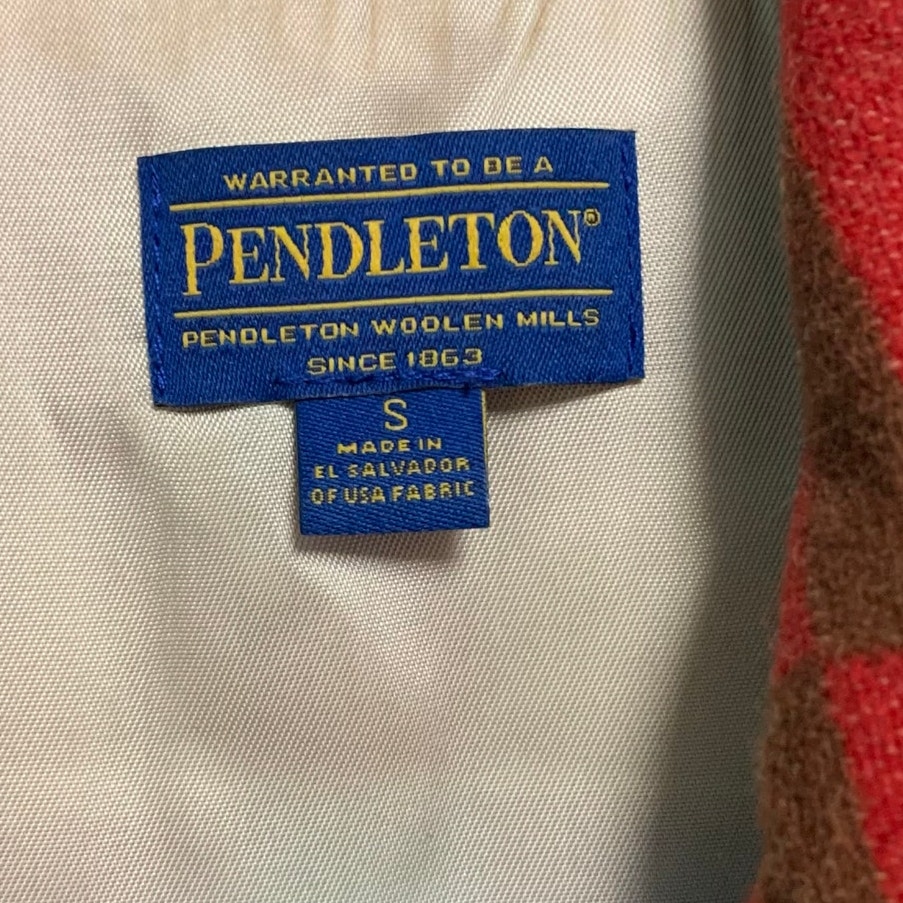 WARRANTED TO BE A
PENDLETON®
PENDLETON WOOLEN MILLS
SINCE 1863
S
MADE IN
EL SALVADOR
OF USA FABRIC